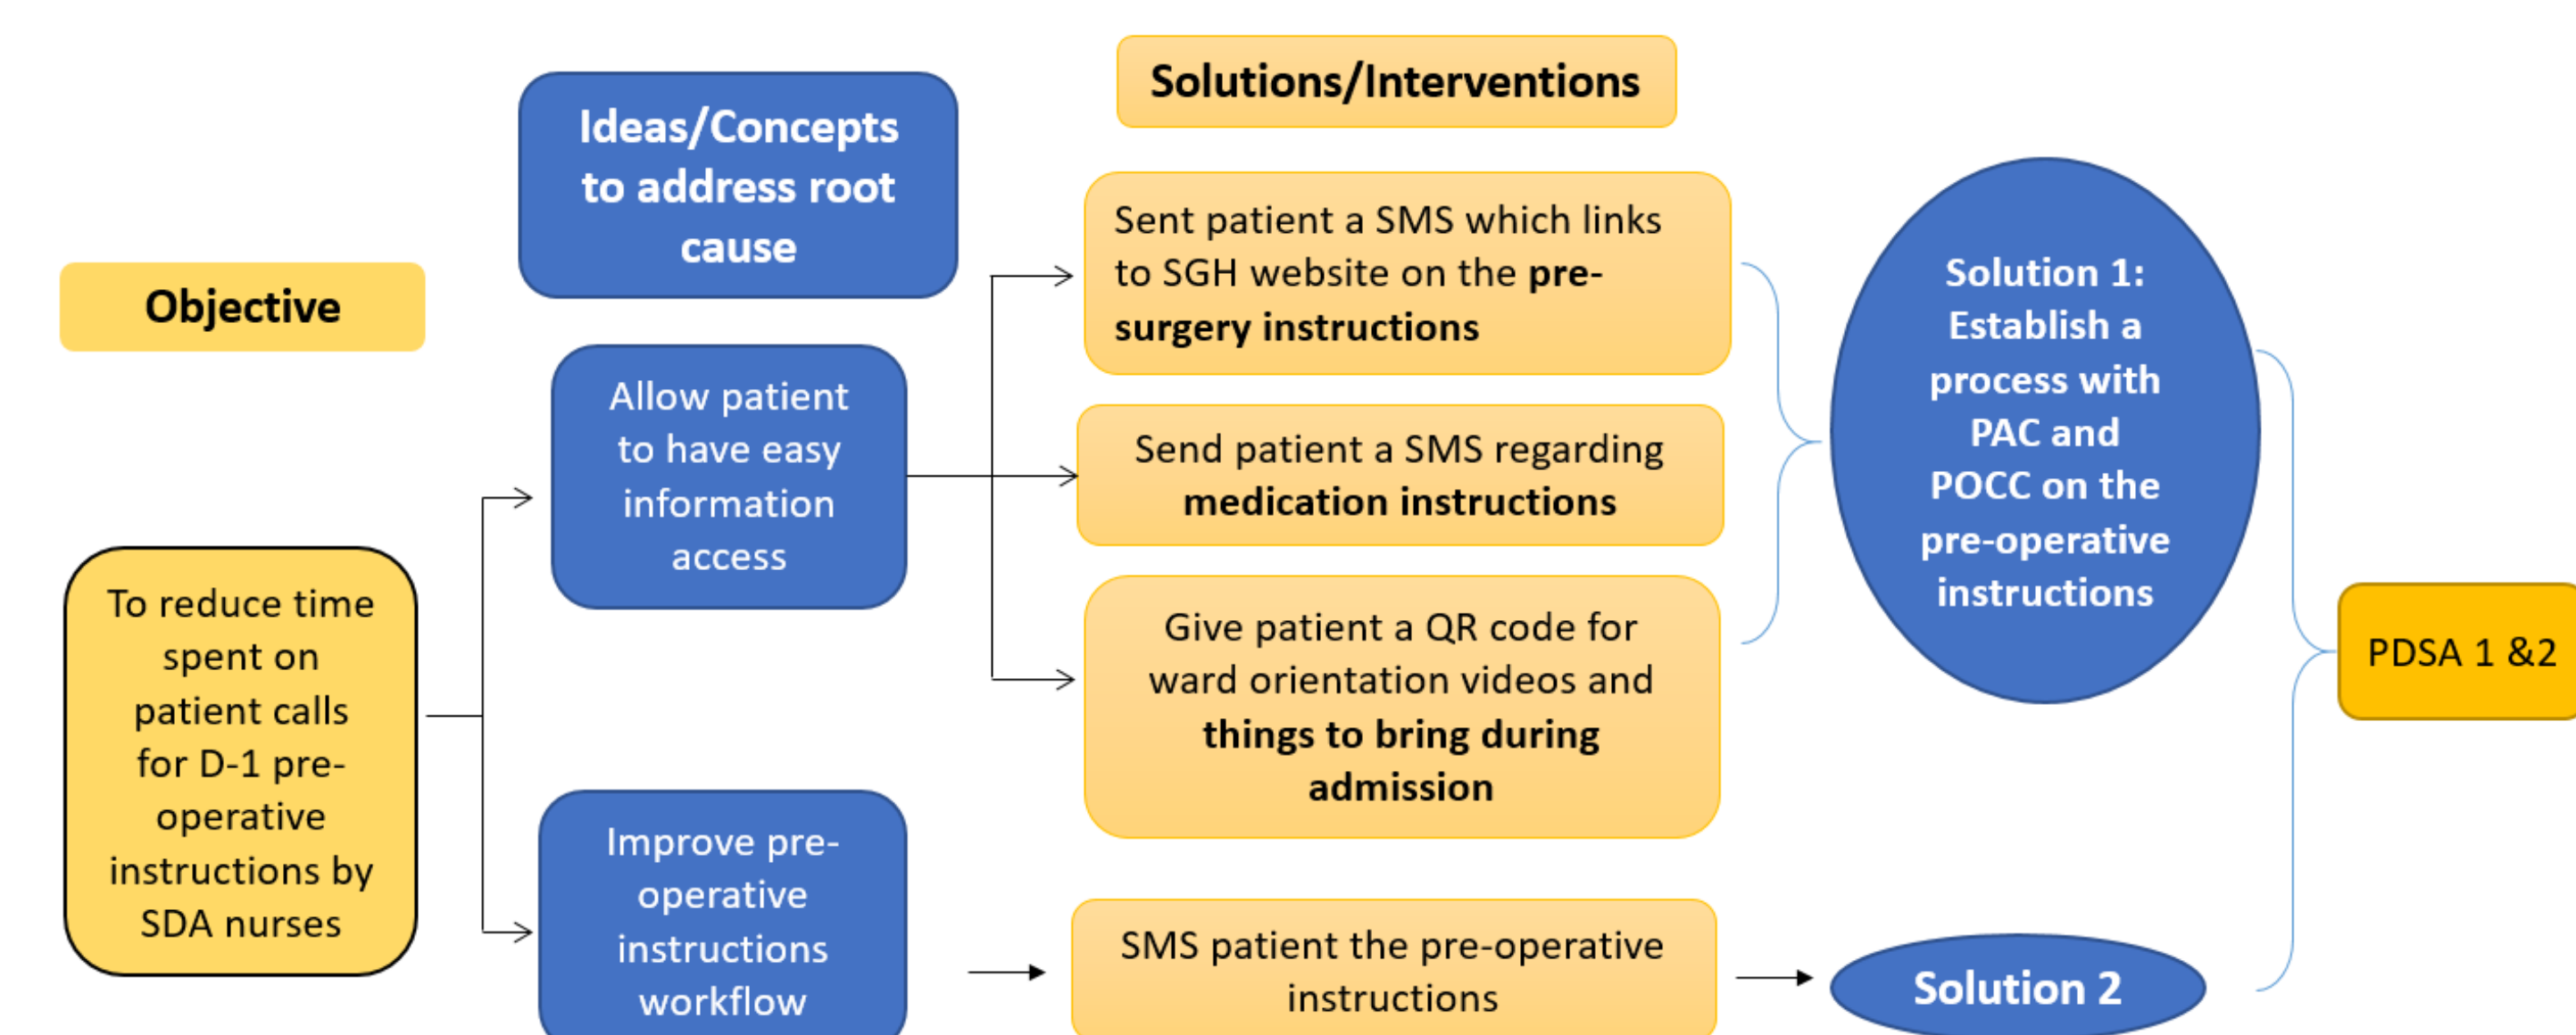 Objective
To reduce time
spent on
patient calls
for D-1 pre-
operative
instructions by
SDA nurses
Ideas/Concepts
to address root
cause
Allow patient
to have easy
information
access
Improve pre-
operative
instructions
workflow
Solutions/Interventions
Sent patient a SMS which links
to SGH website on the pre-
surgery instructions
Send patient a SMS regarding
medication instructions
Give patient a QR code for
ward orientation videos and
things to bring during
admission
SMS patient the pre-operative
instructions
Solution 1:
Establish a
process with
PAC and
POCC on the
pre-operative
instructions
Solution 2
PDSA 1 &2